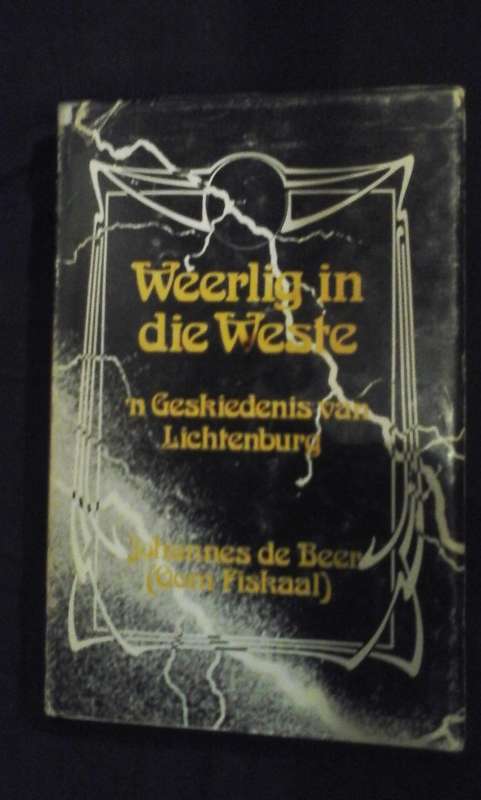 Weerlig in
die Weste
'n Geskiedenis van
Lichtenburg
Johannes de Beer
(Oom Fiskaal)